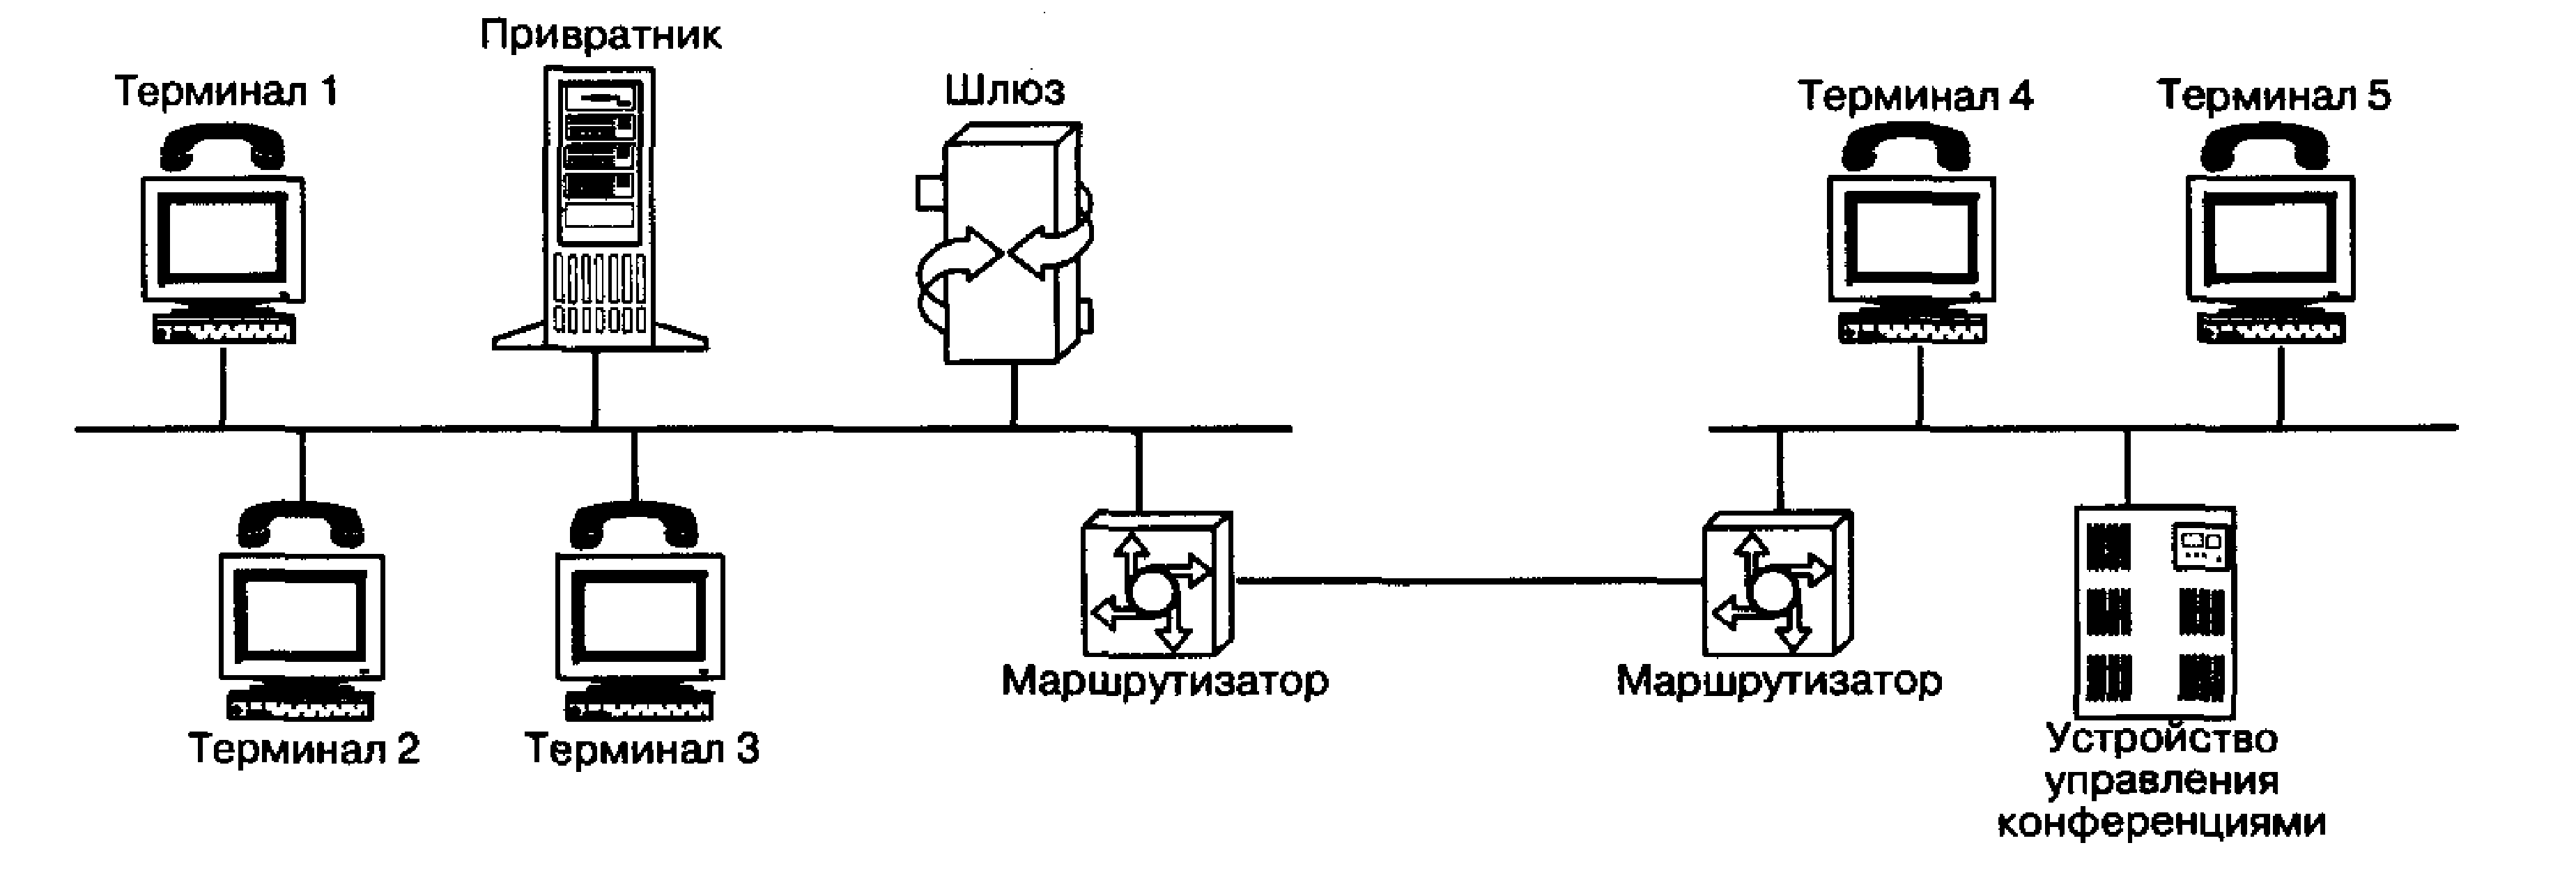 Привратник
Терминал 1
Шлюз
Терминал 4
Терминал 5
Маршрутизатор
Маршрутизатор
Терминал 2
Терминал 3
Устройство
управления
конференциями